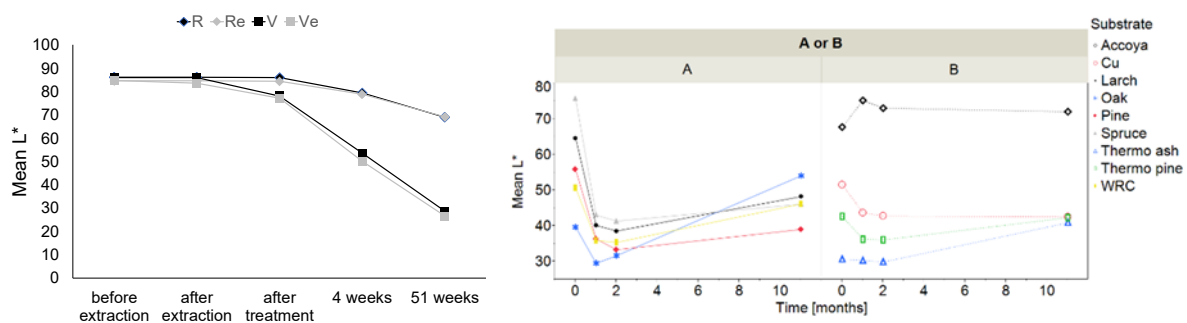 R Re V Ve
100
90
80
70
60
50
40
30
20
10
0
Mean L*
before extraction
after extraction
after treatment
4 weeks
51 weeks
A or B
A B
80
70
60
50
40
30
Mean L*
0 2 4 6 8 10 0 2 4 6 8 10
Time [months]
Substrate
Accoya
Cu
Larch
Oak
Pine
Spruce
Thermo ash
Thermo pine
WRC